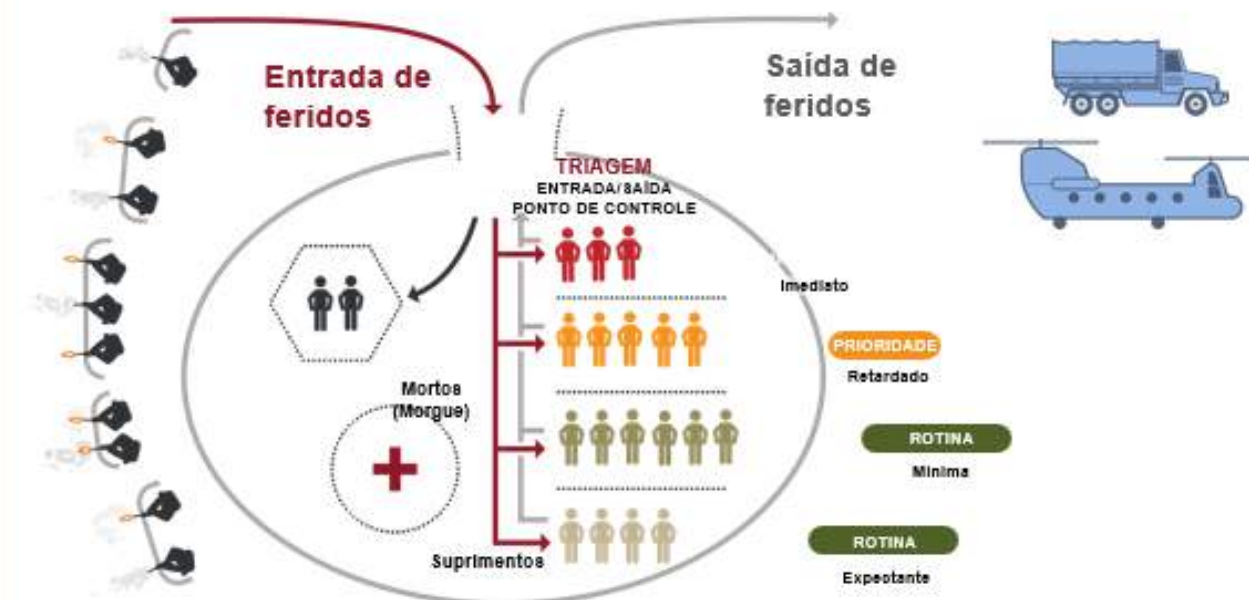 Entrada de
feridos
Saída de
feridos
TRIAGEM
ENTRADA/SAÍDA
PONTO DE CONTROLE
Imediato
PRIORIDADE
Retardado
Mortos
(Morgue)
ROTINA
Mínima
Suprimentos
ROTINA
Expectante